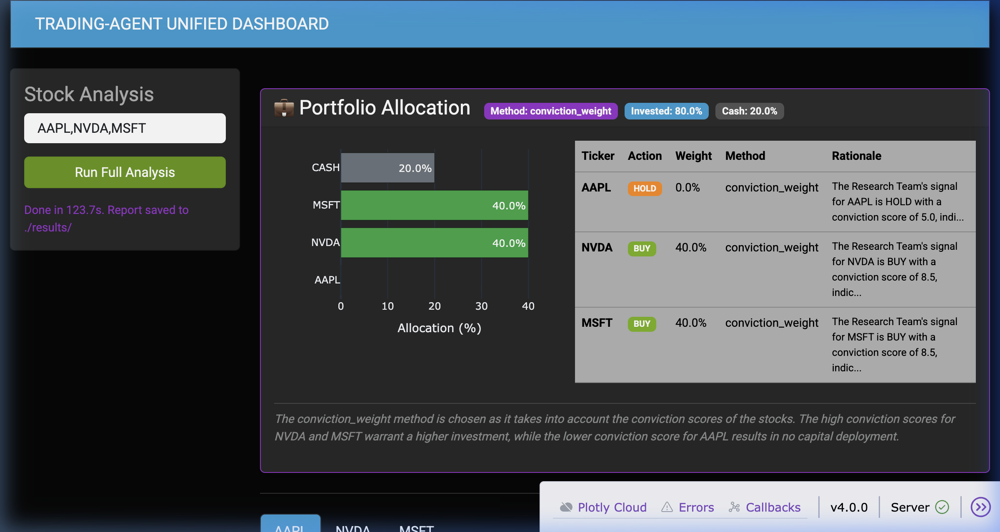 TRADING-AGENT UNIFIED DASHBOARD
Stock Analysis
AAPL,NVDA,MSFT
Run Full Analysis
Done in 123.7s. Report saved to
./results/
Portfolio Allocation
Method: conviction_weight
Invested: 80.0%
Cash: 20.0%
CASH 20.0%
MSFT 40.0%
NVDA 40.0%
AAPL
0 10 20 30 40
Allocation (%)
Ticker Action Weight Method Rationale
AAPL HOLD 0.0% conviction_weight The Research Team's signal
for AAPL is HOLD with a
conviction score of 5.0, indi...
NVDA BUY 40.0% conviction_weight The Research Team's signal
for NVDA is BUY with a
conviction score of 8.5,
indic...
MSFT BUY 40.0% conviction_weight The Research Team's signal
for MSFT is BUY with a
conviction score of 8.5,
indic...
The conviction_weight method is chosen as it takes into account the conviction scores of the stocks. The high conviction scores for
NVDA and MSFT warrant a higher investment, while the lower conviction score for AAPL results in no capital deployment.
AAPL NVDA MSFT
Plotly Cloud Errors Callbacks v4.0.0 Server